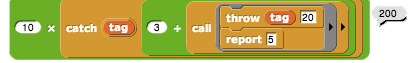 10 × catch tag 3 + call throw tag 20 200
report 5